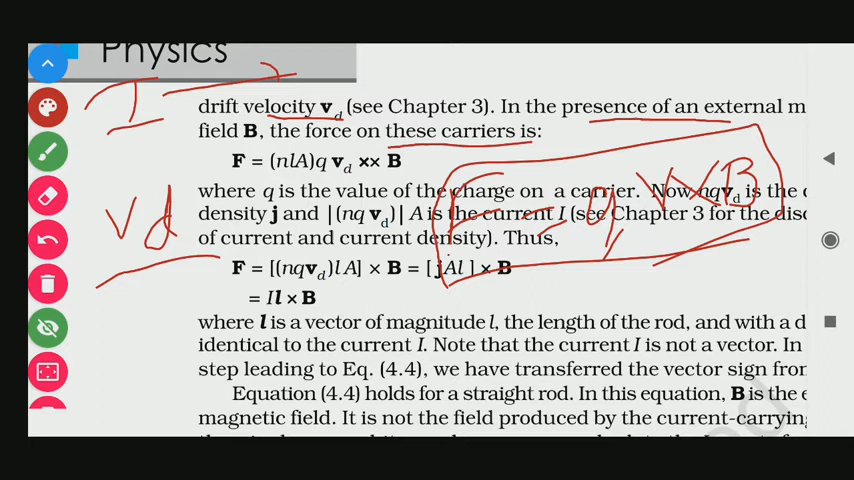 Physics
I
drift velocity v_d (see Chapter 3). In the presence of an external m
field B, the force on these carriers is:
F = (nlA)q v_d ×× B
where q is the value of the charge on a carrier. Now nqv_d is the c
density j and |(nq v_d)| A is the current I (see Chapter 3 for the disc
of current and current density). Thus,
F = q v×B
vd
F = [(nqv_d)lA] × B = [ jAl ] × B
= Il × B
where l is a vector of magnitude l, the length of the rod, and with a d
identical to the current I. Note that the current I is not a vector. In
step leading to Eq. (4.4), we have transferred the vector sign from
Equation (4.4) holds for a straight rod. In this equation, B is the e
magnetic field. It is not the field produced by the current-carrying